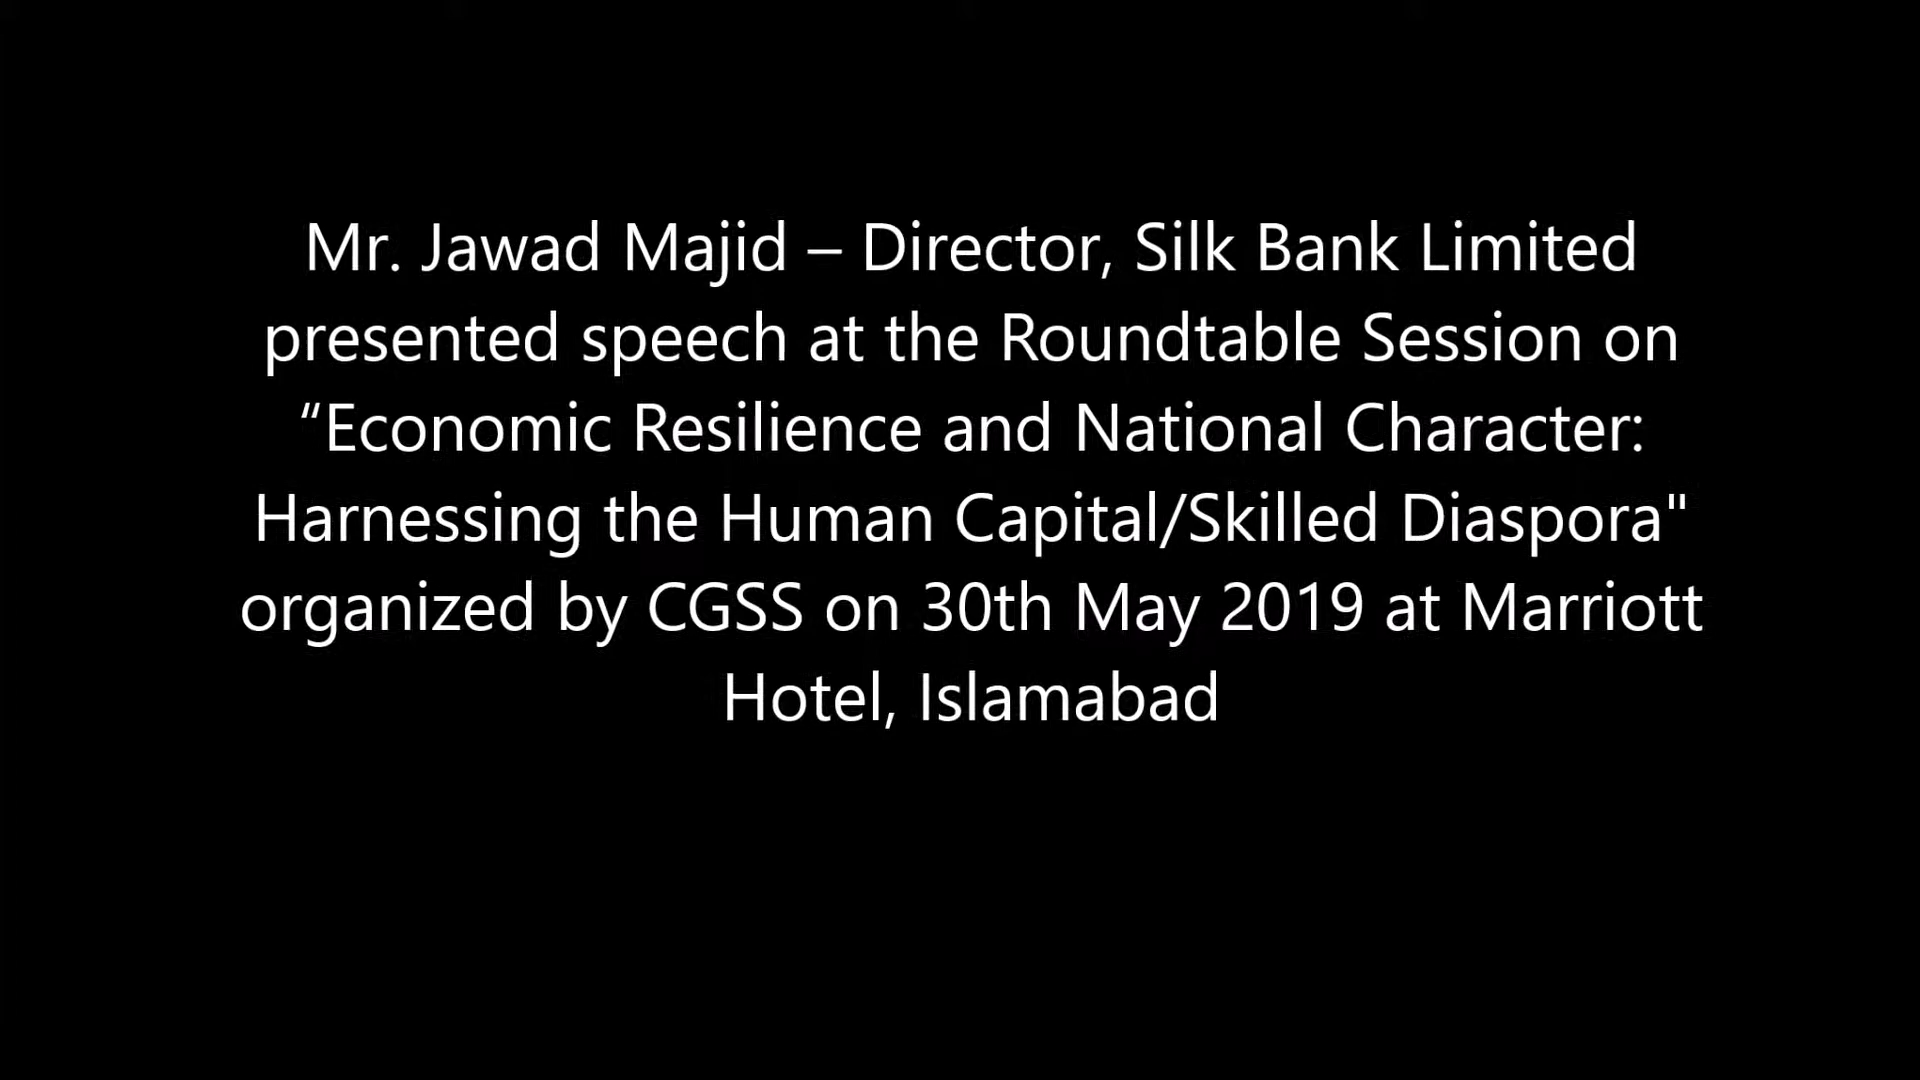 Mr. Jawad Majid – Director, Silk Bank Limited
presented speech at the Roundtable Session on
“Economic Resilience and National Character:
Harnessing the Human Capital/Skilled Diaspora"
organized by CGSS on 30th May 2019 at Marriott
Hotel, Islamabad